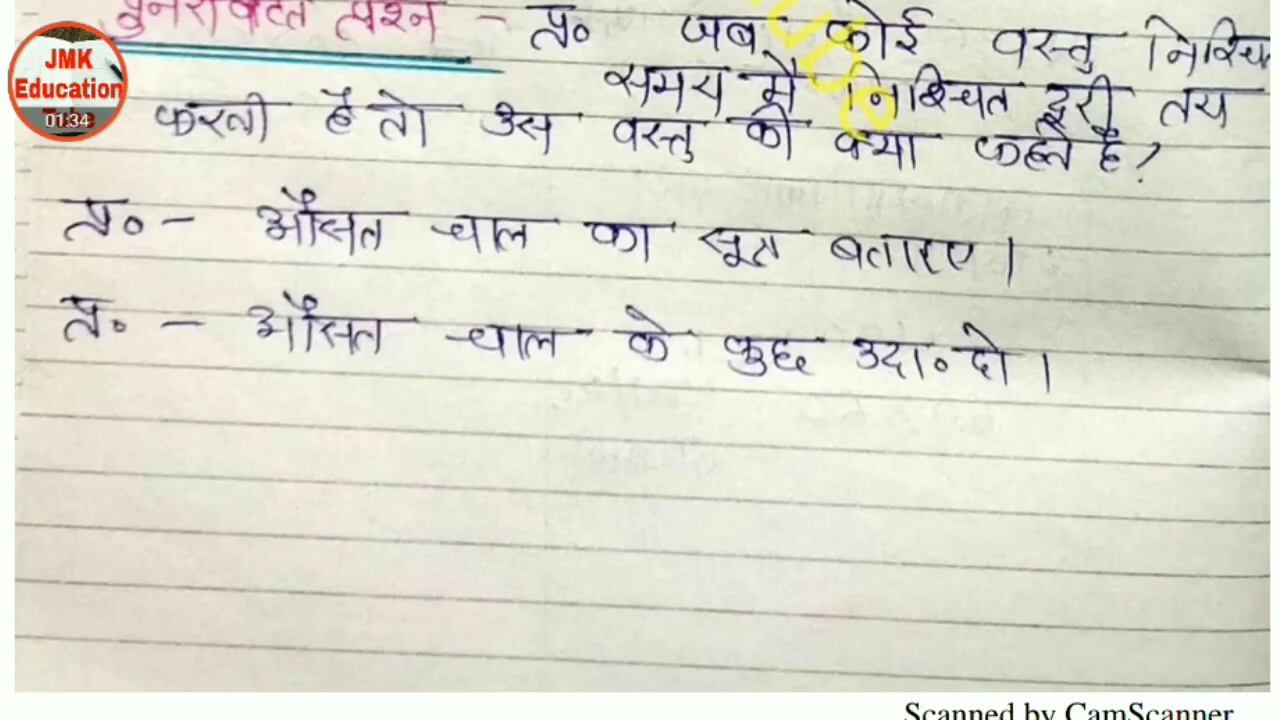 JMK
Education
01:34
पुनरावृत्त प्रश्न - प्र० जब कोई वस्तु निश्चि
समय में निश्चित दूरी तय
करती है तो उस वस्तु को क्या कहते है?
प्र० - औसत चाल का सूत्र बताइए।
प्र० - औसत चाल के कुछ उदा० दो।
Scanned by CamScanner